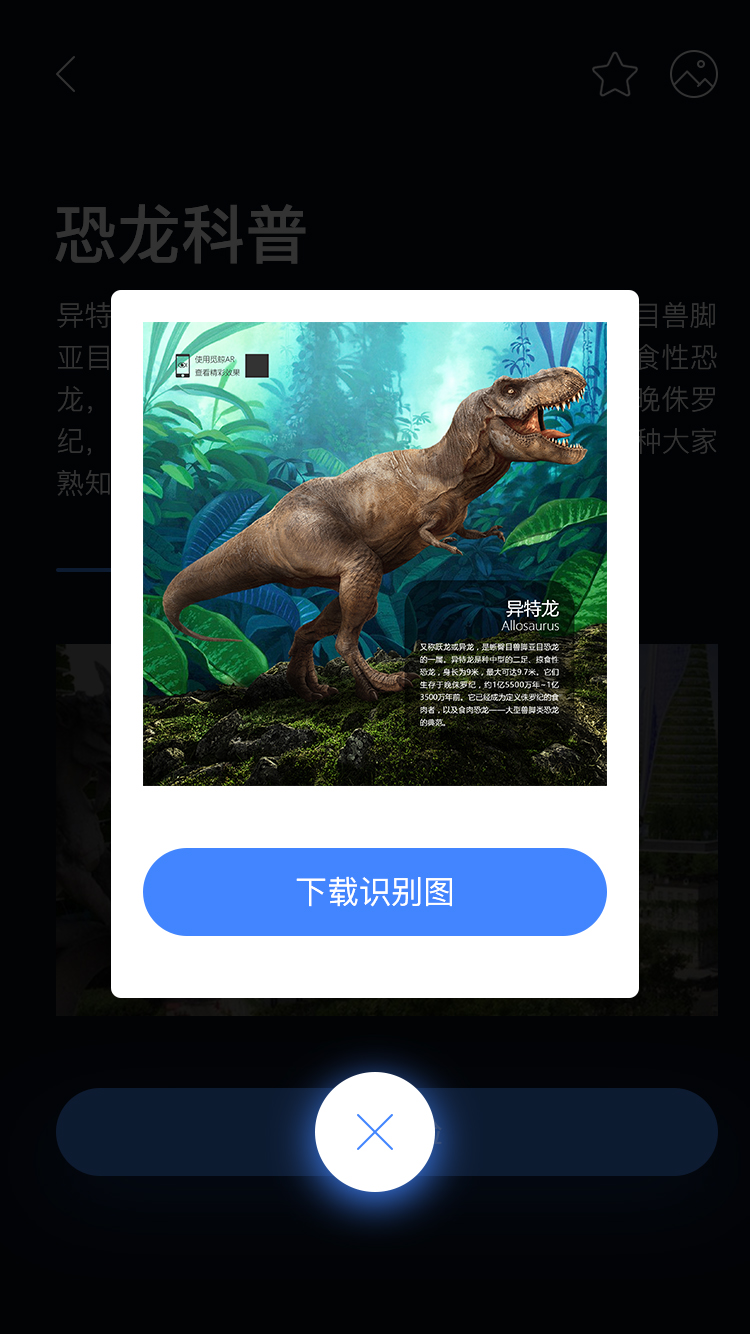 恐龙科普
异特
目兽脚
亚目
食性恐
龙，
晚侏罗
纪，
种大家
熟知
使用觅鲸AR
查看精彩效果
异特龙
Allosaurus
又称跃龙或异龙，是蜥臀目兽脚亚目恐龙
的一属。异特龙是种中型的二足、掠食性
恐龙，身长为9米，最大可达9.7米。它们
生存于晚侏罗纪，约1亿5500万年~1亿
3500万年前。它已经成为定义侏罗纪的食
肉者，以及食肉恐龙——大型兽脚类恐龙
的典范。
下载识别图